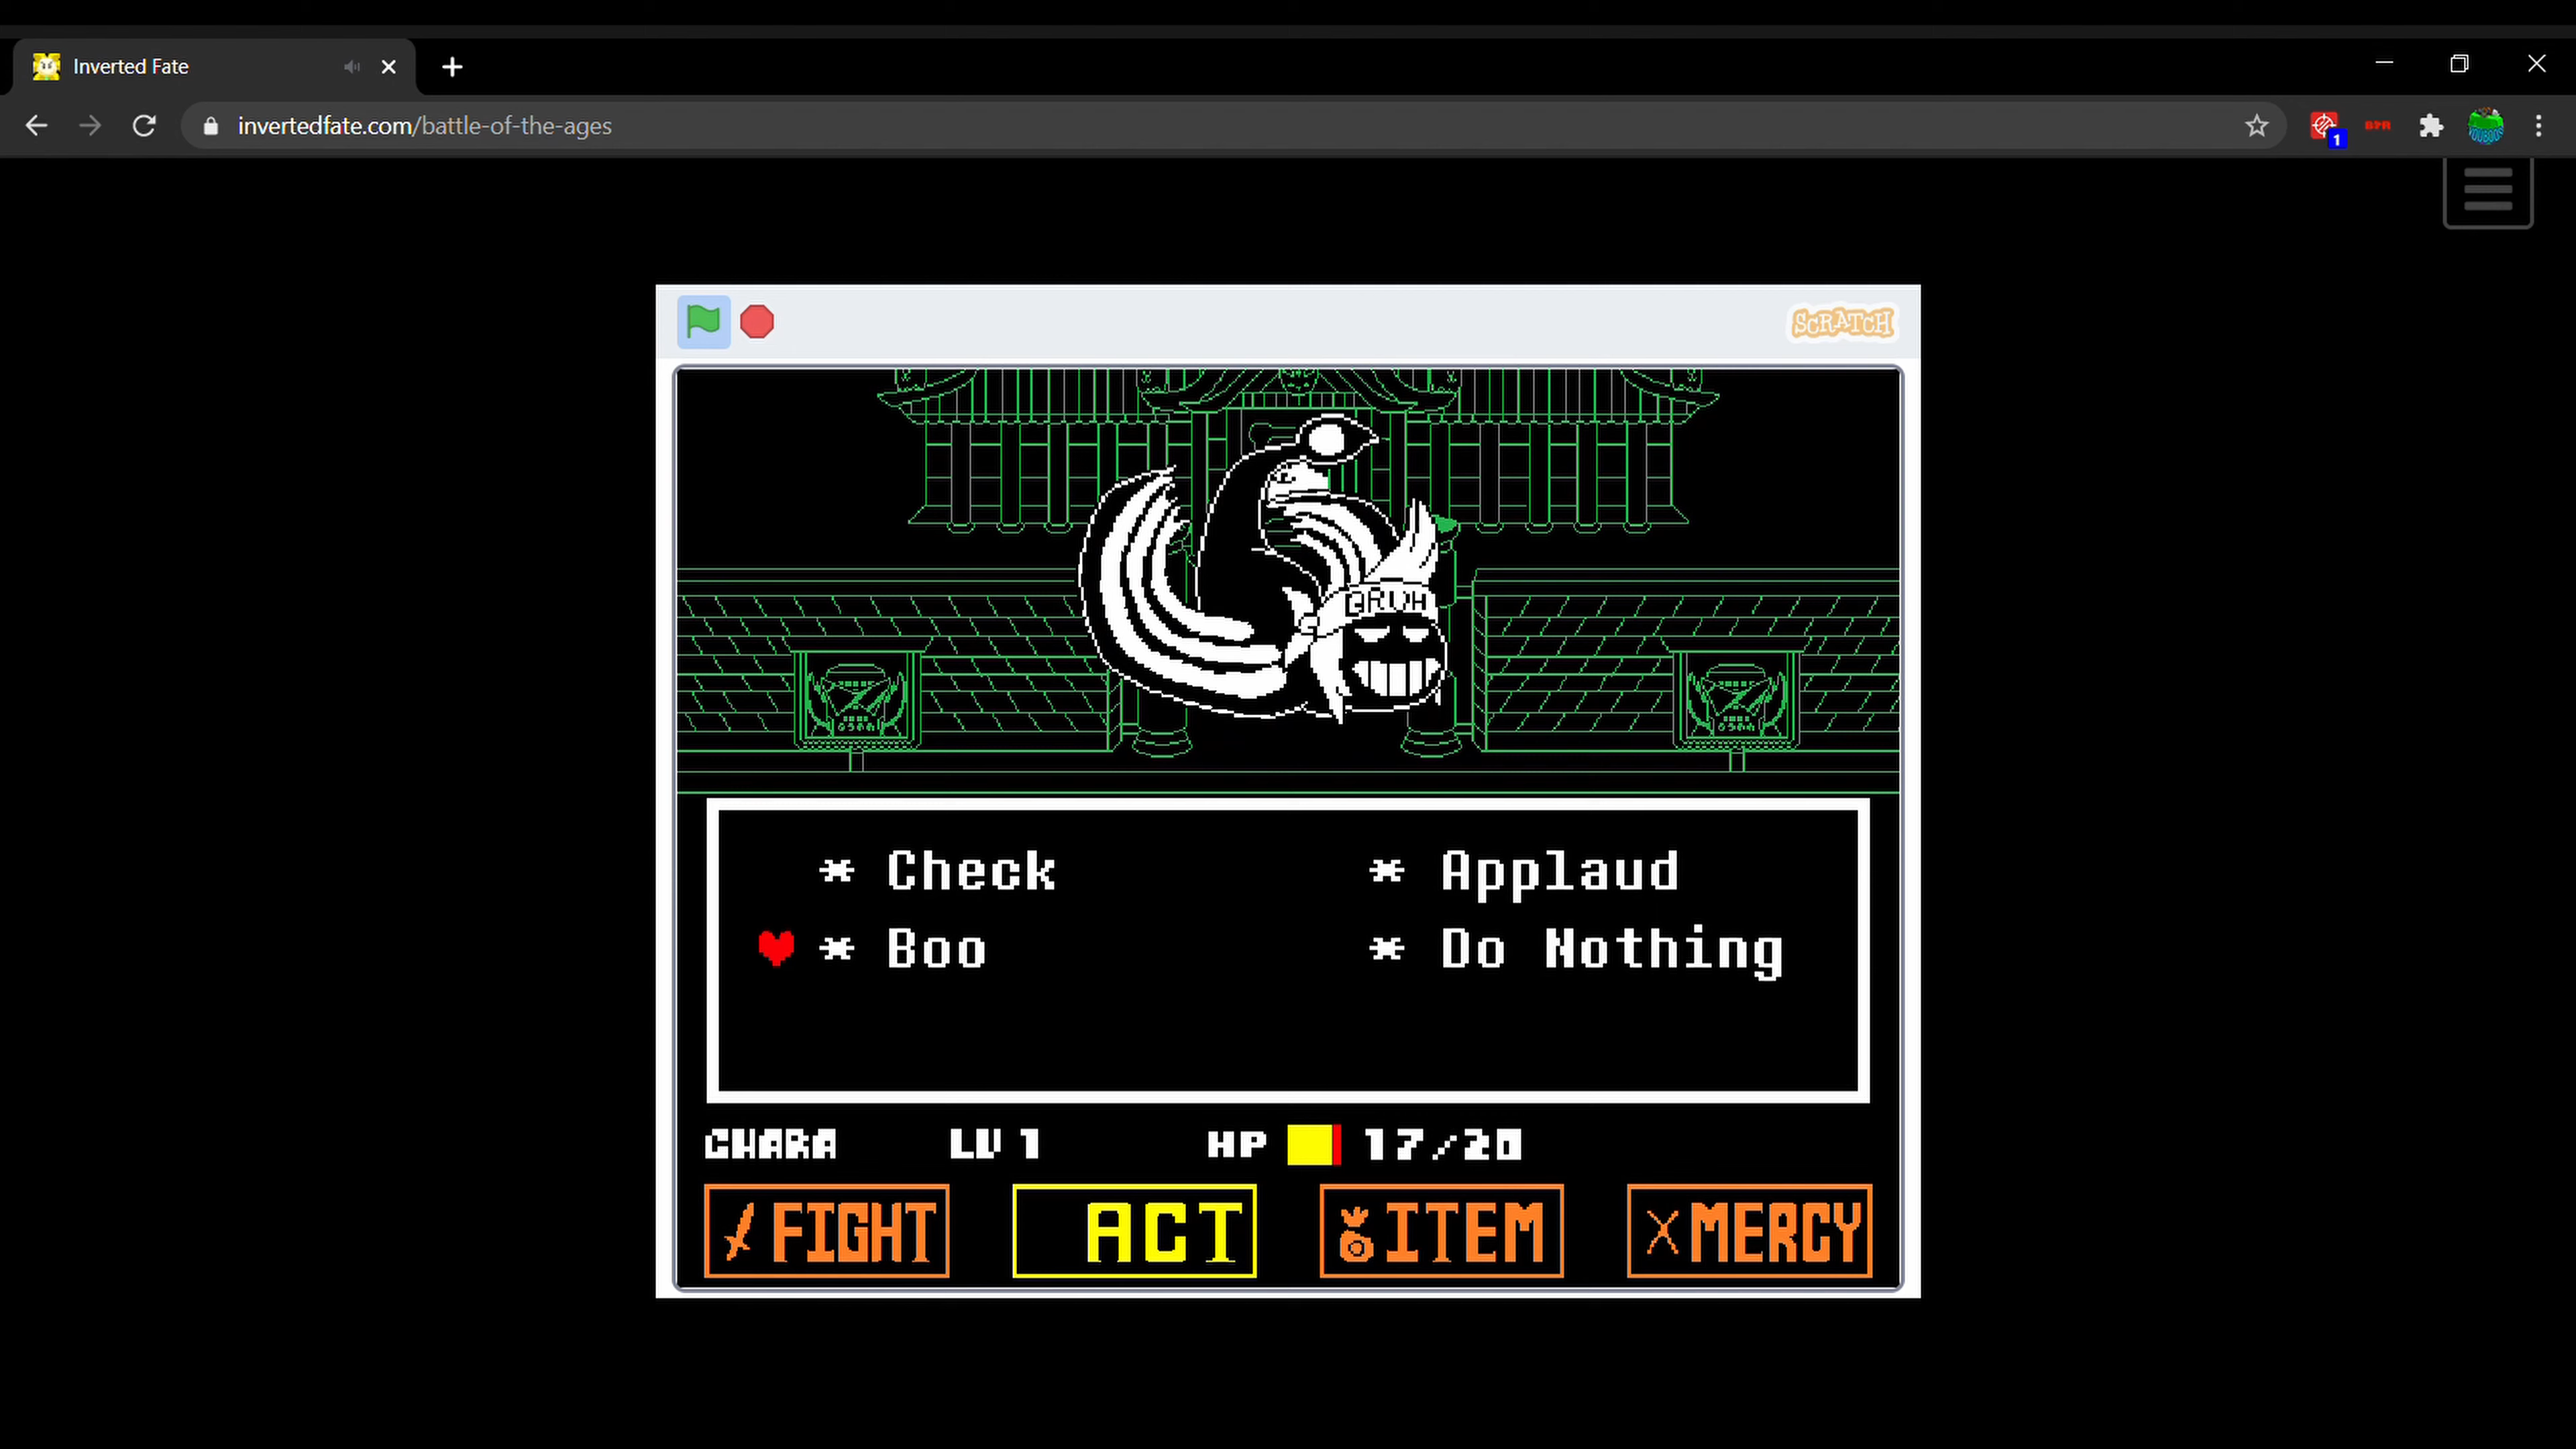 Inverted Fate
invertedfate.com/battle-of-the-ages
1
SCRATCH
* Check
* Applaud
* Boo
* Do Nothing
CHARA LV 1 HP 17/20
FIGHT
ACT
ITEM
MERCY